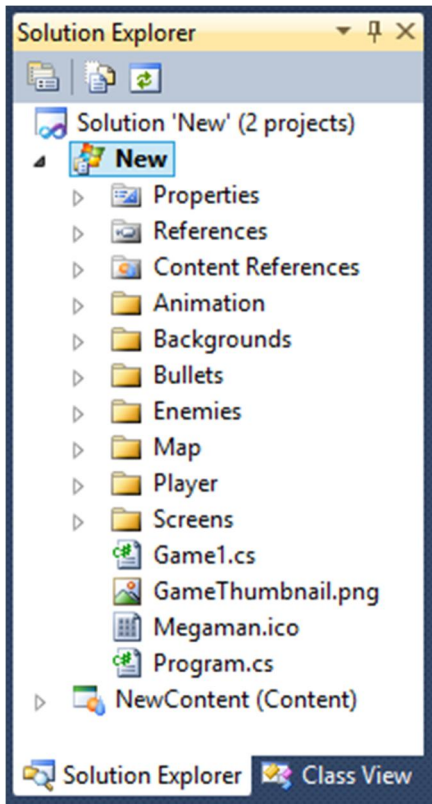 Solution Explorer
Solution 'New' (2 projects)
New
Properties
References
Content References
Animation
Backgrounds
Bullets
Enemies
Map
Player
Screens
Game1.cs
GameThumbnail.png
Megaman.ico
Program.cs
NewContent (Content)
Solution Explorer Class View